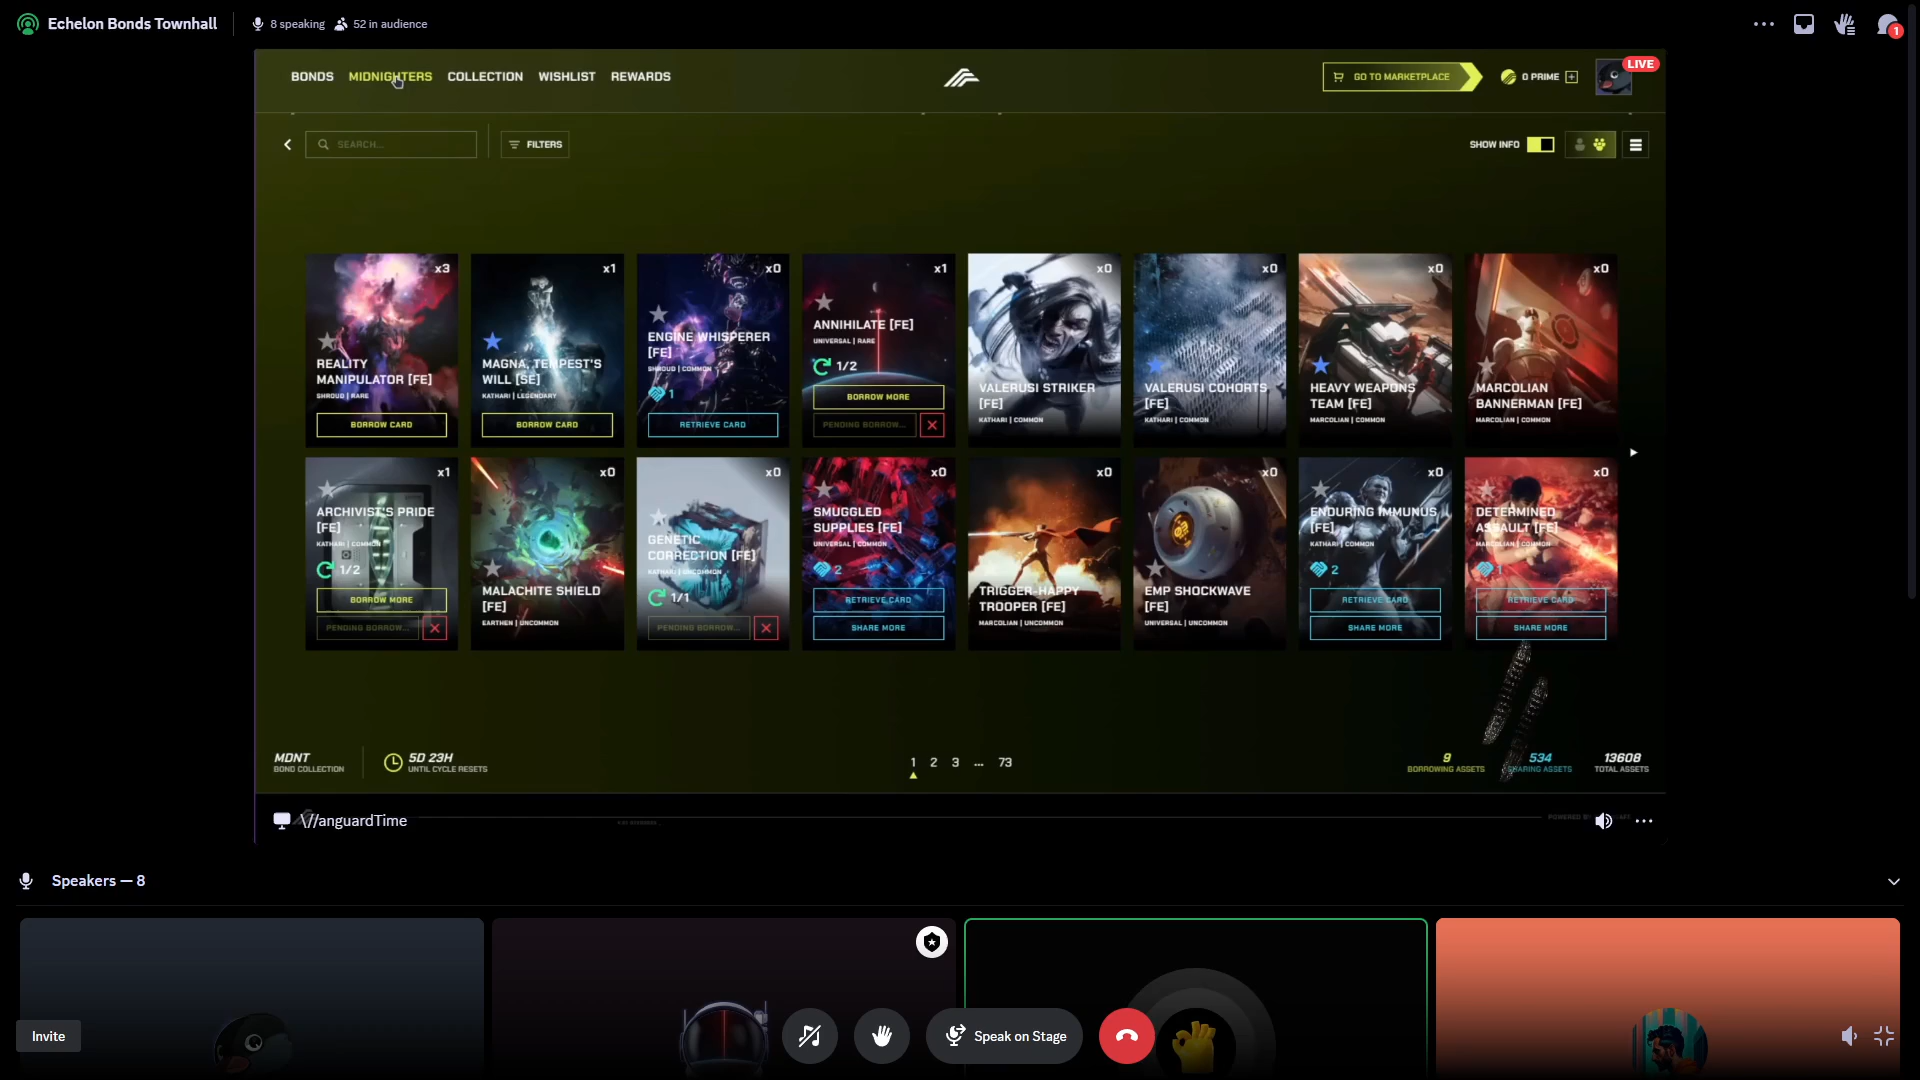 Echelon Bonds Townhall
8 speaking
52 in audience
1
BONDS
MIDNIGHTERS
COLLECTION
WISHLIST
REWARDS
GO TO MARKETPLACE
0 PRIME
LIVE
SEARCH...
FILTERS
SHOW INFO
x3
REALITY
MANIPULATOR [FE]
SHROUD | RARE
BORROW CARD
x1
MAGNA, TEMPEST'S
WILL [SE]
KATHARI | LEGENDARY
BORROW CARD
x0
ENGINE WHISPERER
[FE]
SHROUD | COMMON
1
RETRIEVE CARD
x1
ANNIHILATE [FE]
UNIVERSAL | RARE
1/2
BORROW MORE
PENDING BORROW...
x0
VALERUSI STRIKER
[FE]
KATHARI | COMMON
x0
VALERUSI COHORTS
[FE]
KATHARI | COMMON
x0
HEAVY WEAPONS
TEAM [FE]
MARCOLIAN | COMMON
x0
MARCOLIAN
BANNERMAN [FE]
MARCOLIAN | COMMON
x1
ARCHIVIST'S PRIDE
[FE]
KATHARI | COMMON
1/2
BORROW MORE
PENDING BORROW...
x0
MALACHITE SHIELD
[FE]
EARTHEN | UNCOMMON
x0
GENETIC
CORRECTION [FE]
KATHARI | UNCOMMON
1/1
PENDING BORROW...
x0
SMUGGLED
SUPPLIES [FE]
UNIVERSAL | COMMON
2
RETRIEVE CARD
SHARE MORE
x0
TRIGGER-HAPPY
TROOPER [FE]
MARCOLIAN | UNCOMMON
x0
EMP SHOCKWAVE
[FE]
UNIVERSAL | UNCOMMON
x0
ENDURING IMMUNUS
[FE]
KATHARI | COMMON
2
RETRIEVE CARD
SHARE MORE
x0
DETERMINED
ASSAULT [FE]
MARCOLIAN | COMMON
1
RETRIEVE CARD
SHARE MORE
MDNT
BOND COLLECTION
5D 23H
UNTIL CYCLE RESETS
1 2 3 ... 73
9
BORROWING ASSETS
534
SHARING ASSETS
13608
TOTAL ASSETS
\//anguardTime
POWERED BY
Speakers — 8
Invite
Speak on Stage